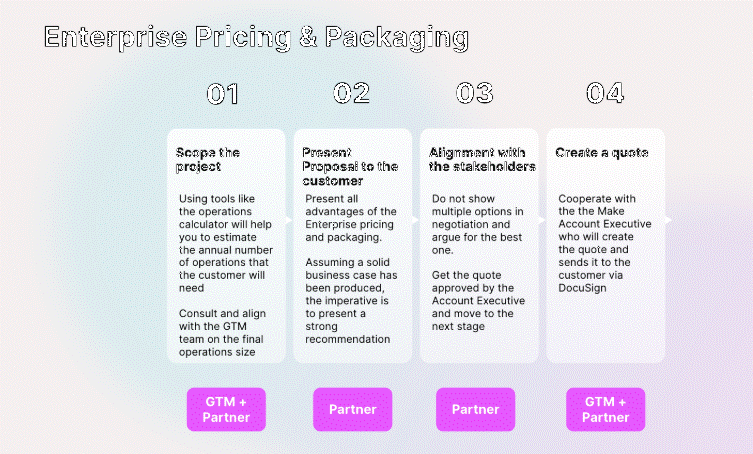 Enterprise Pricing & Packaging
01
Scope the
project
Using tools like
the operations
calculator will help
you to estimate
the annual number
of operations that
the customer will
need
Consult and align
with the GTM
team on the final
operations size
GTM +
Partner
02
Present
Proposal to the
customer
Present all
advantages of the
Enterprise pricing
and packaging.
Assuming a solid
business case has
been produced,
the imperative is
to present a
strong
recommendation
Partner
03
Alignment with
the stakeholders
Do not show
multiple options in
negotiation and
argue for the best
one.
Get the quote
approved by the
Account Executive
and move to the
next stage
Partner
04
Create a quote
Cooperate with
the the Make
Account Executive
who will create
the quote and
sends it to the
customer via
DocuSign
GTM +
Partner